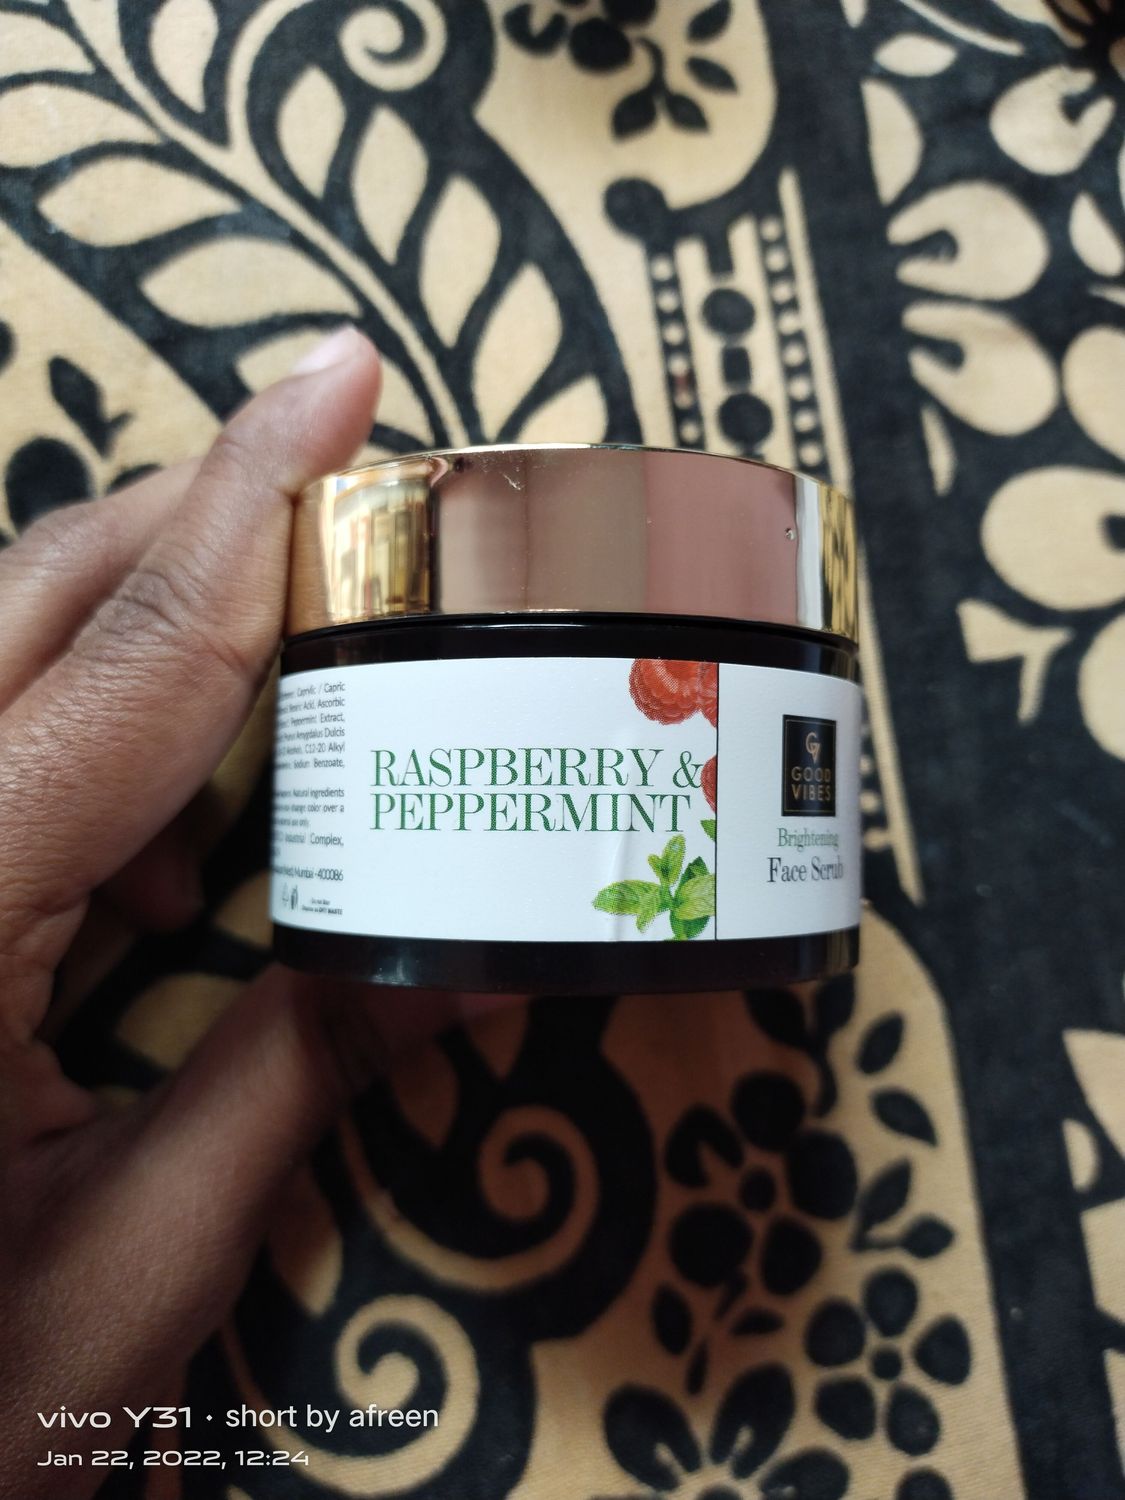 Caprylic / Capric
Acid, Ascorbic
Peppermint Extract,
Amygdalus Dulcis
C12-20 Alkyl
Sodium Benzoate,
Natural ingredients
change color over a
use only.
Industrial Complex,
Mumbai -400086
RASPBERRY &
PEPPERMINT
GOOD
VIBES
Brightening
Face Scrub
vivo Y31 · short by afreen
Jan 22, 2022, 12:24